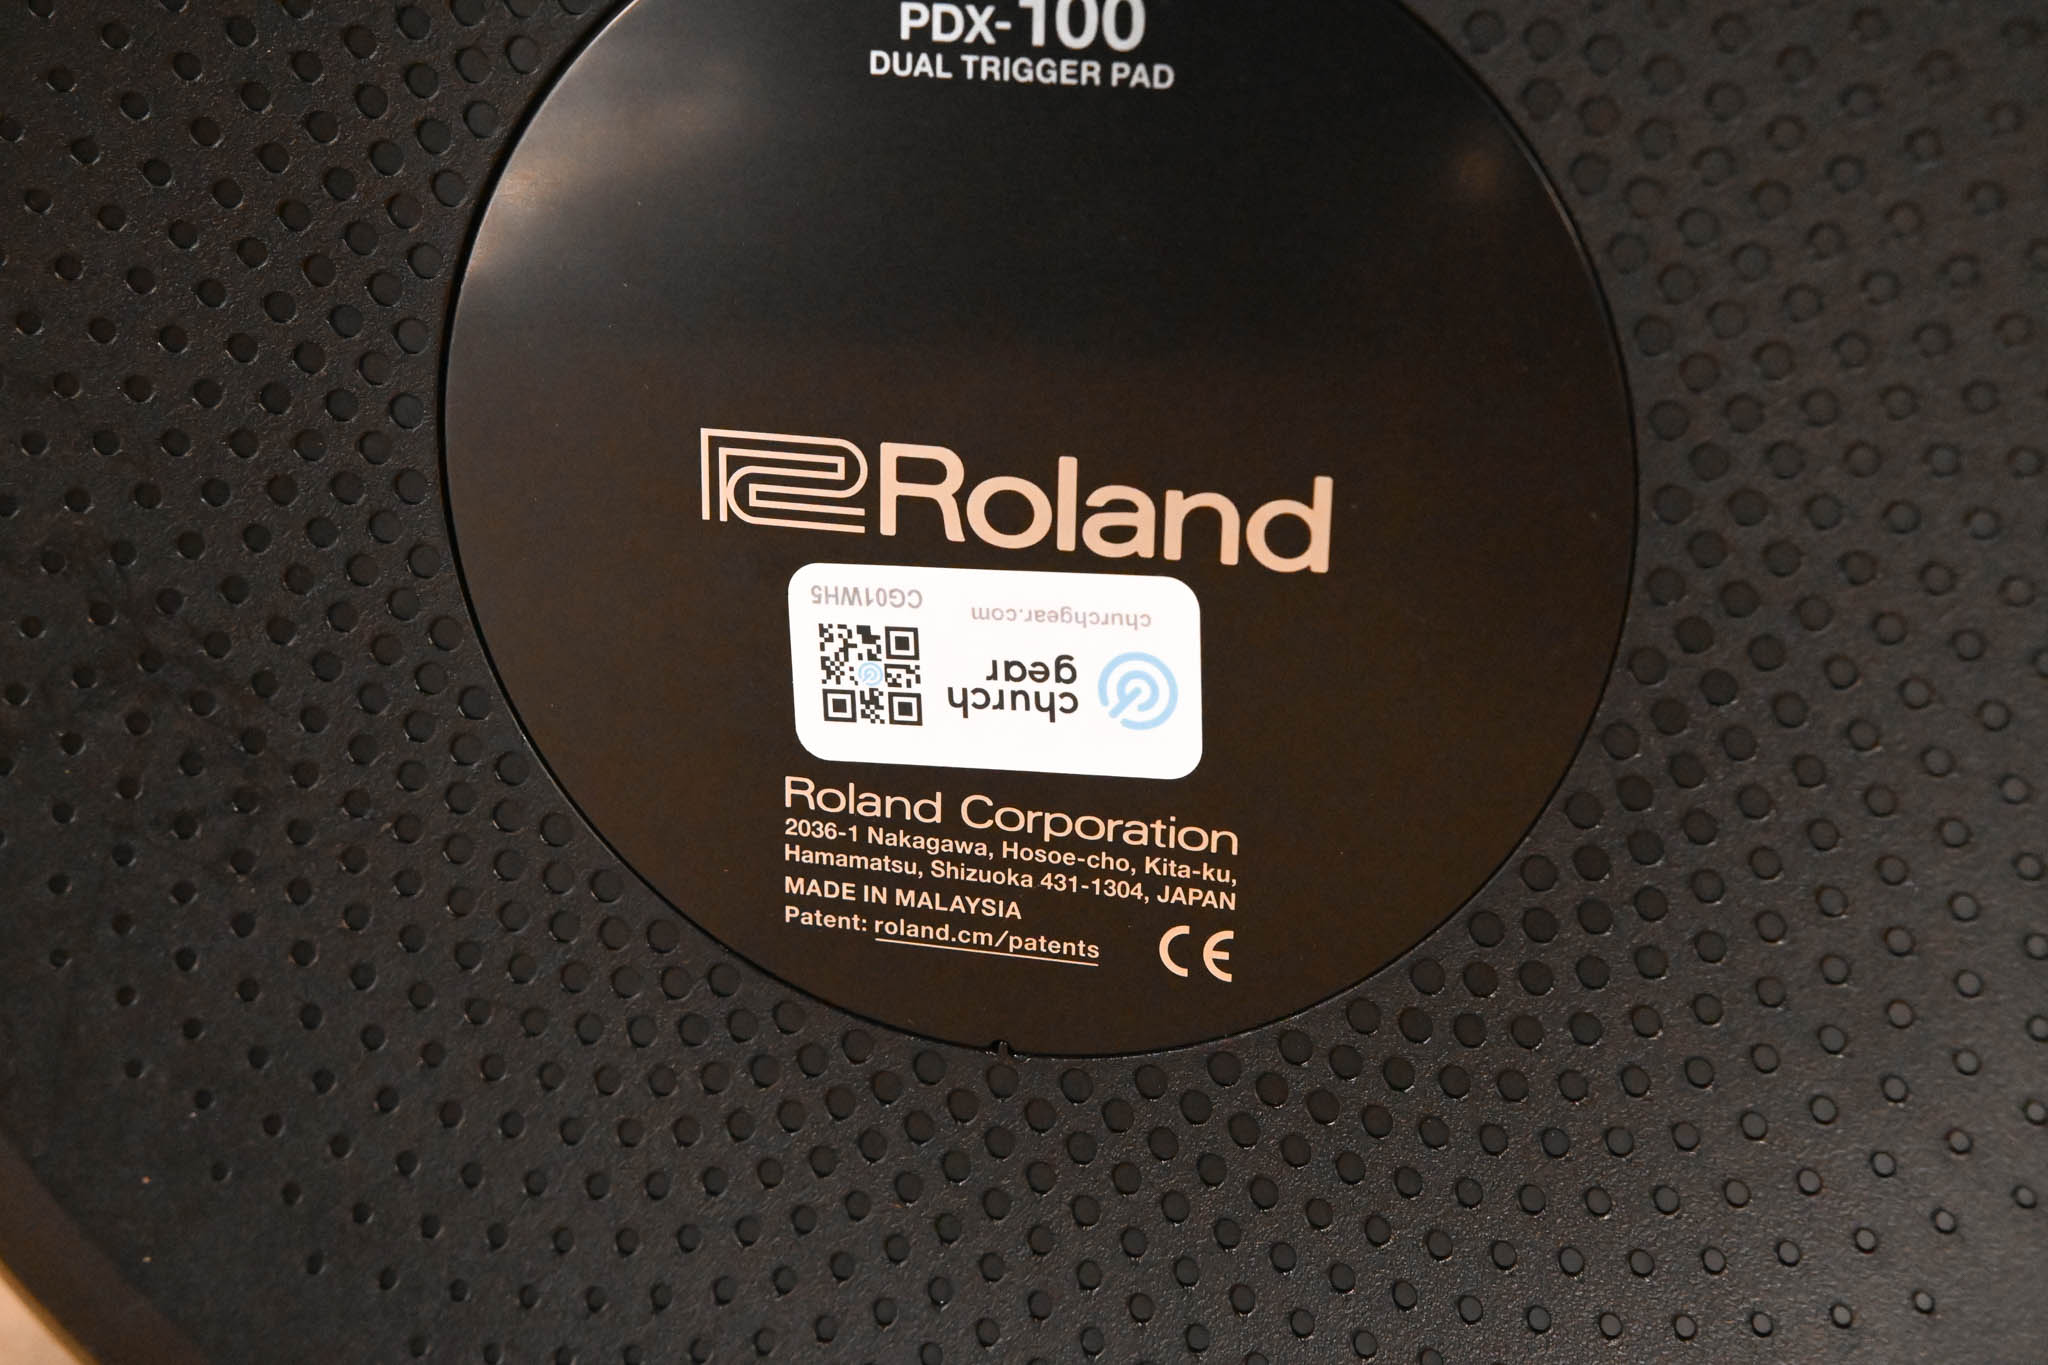 PDX-100
DUAL TRIGGER PAD
Roland
CG01WH5
churchgear.com
church
gear
Roland Corporation
2036-1 Nakagawa, Hosoe-cho, Kita-ku,
Hamamatsu, Shizuoka 431-1304, JAPAN
MADE IN MALAYSIA
Patent: roland.cm/patents
CE